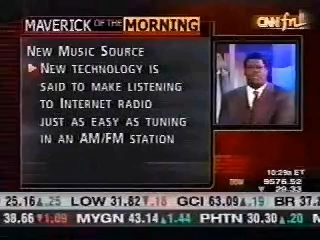 MAVERICK OF THE MORNING
CNNfn
NEW MUSIC SOURCE
NEW TECHNOLOGY IS
SAID TO MAKE LISTENING
TO INTERNET RADIO
JUST AS EASY AS TUNING
IN AN AM/FM STATION
10:29a ET
DOW 9576.52
▼ 29.33
25.16▲.25 LOW 31.82▼.18 GCI 63.09▲.19 BR 37.
38.66▼1.09 MYGN 43.14▲1.44 PHTN 30.30▲.20